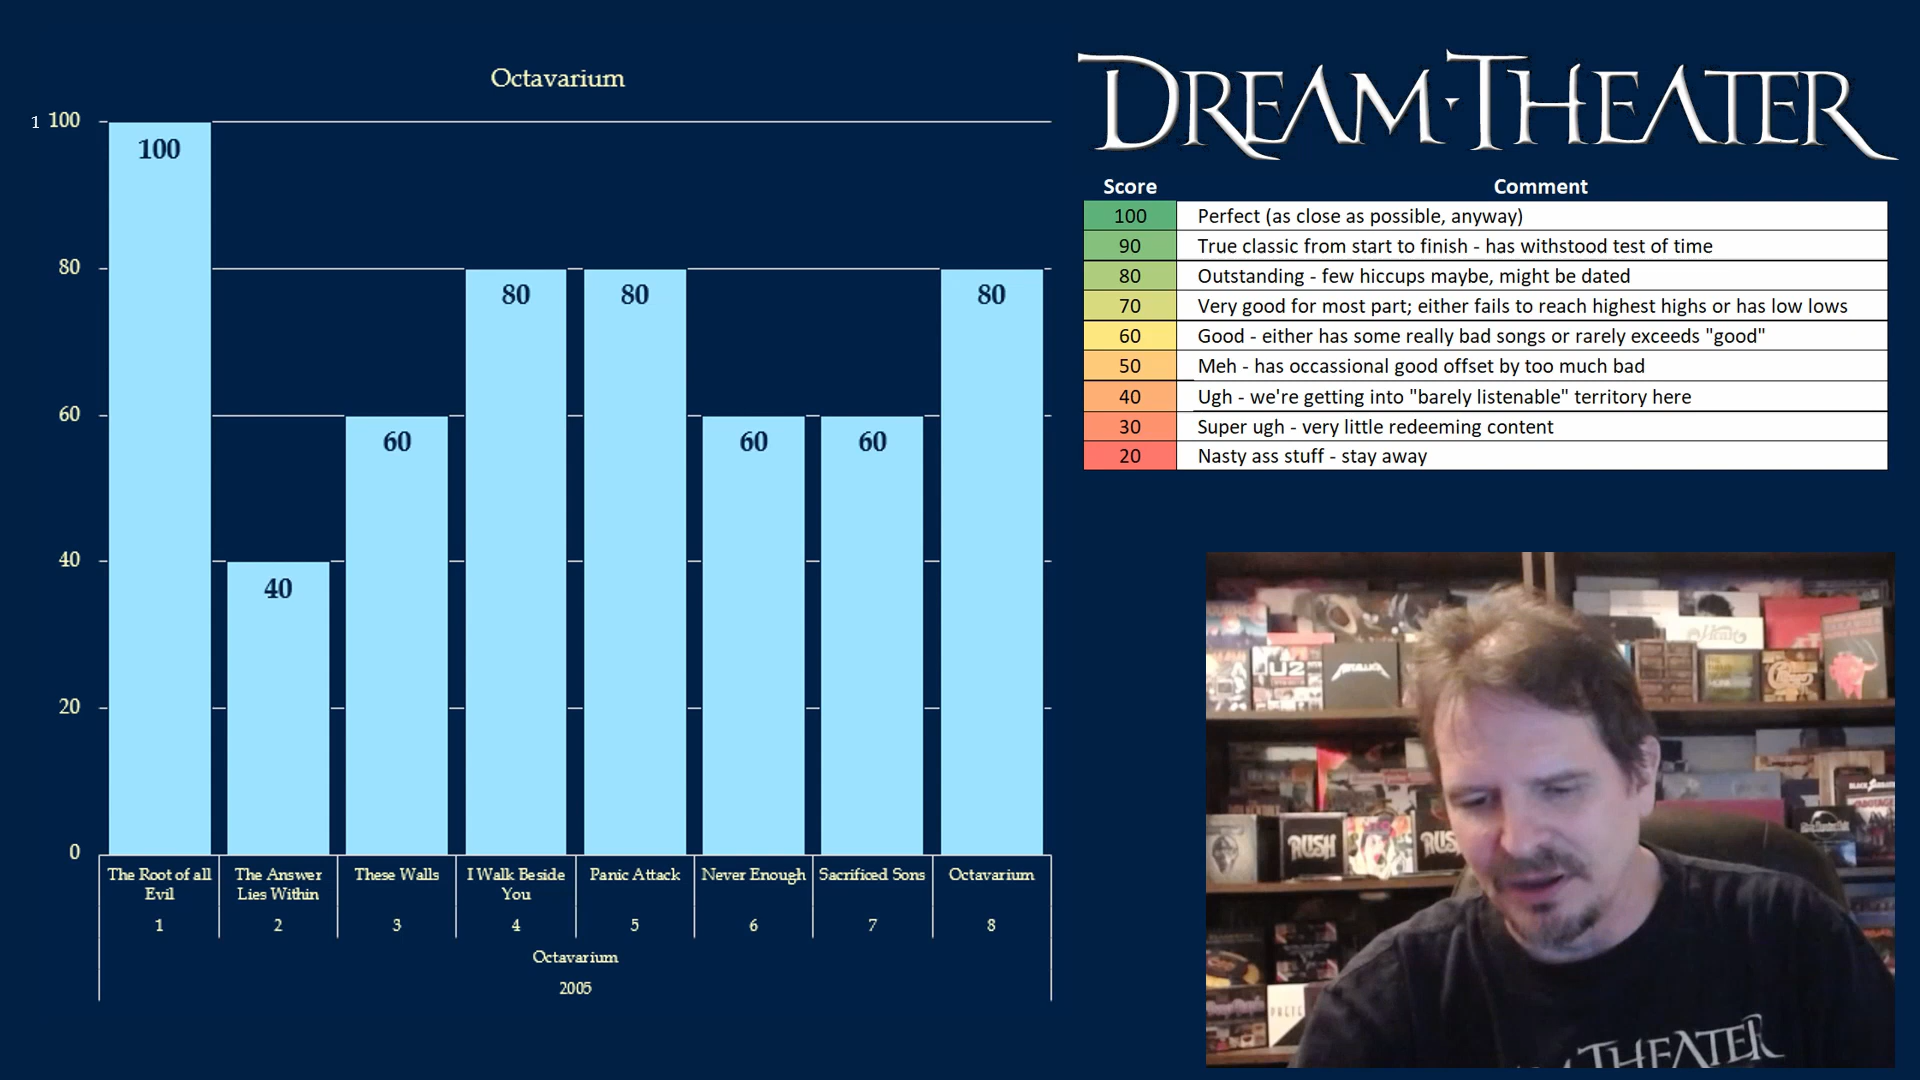 Octavarium
1 100
80
60
40
20
0
100
40
60
80
80
60
60
80
The Root of all
Evil
The Answer
Lies Within
These Walls
I Walk Beside
You
Panic Attack
Never Enough
Sacrificed Sons
Octavarium
1 2 3 4 5 6 7 8
Octavarium
2005
DREAM THEATER
Score Comment
100 Perfect (as close as possible, anyway)
90 True classic from start to finish - has withstood test of time
80 Outstanding - few hiccups maybe, might be dated
70 Very good for most part; either fails to reach highest highs or has low lows
60 Good - either has some really bad songs or rarely exceeds "good"
50 Meh - has occassional good offset by too much bad
40 Ugh - we're getting into "barely listenable" territory here
30 Super ugh - very little redeeming content
20 Nasty ass stuff - stay away
Heart
U2
METALLICA
Chicago
BLACK SABBATH
SABOTAGE
RUSH
RUS
THEATER